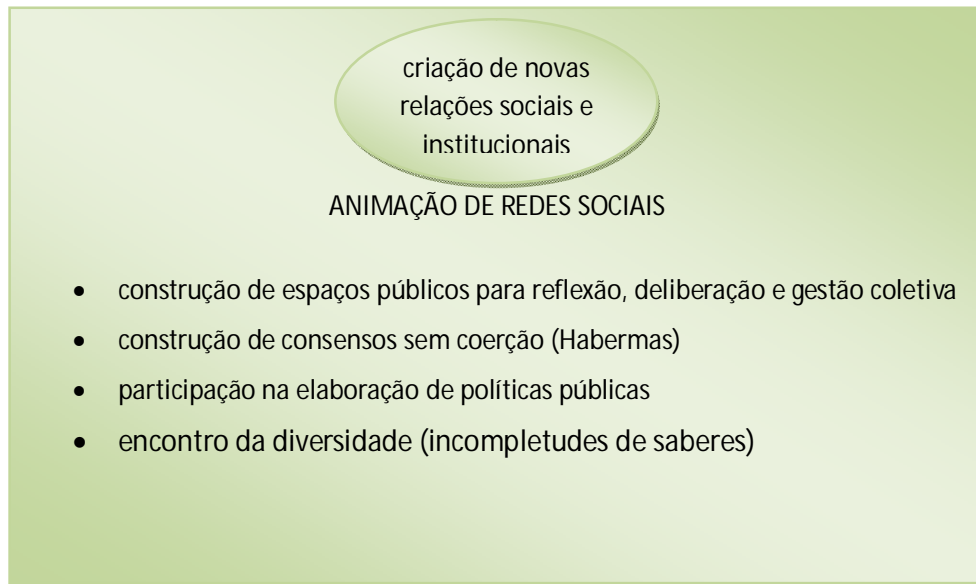 criação de novas
relações sociais e
institucionais
ANIMAÇÃO DE REDES SOCIAIS
• construção de espaços públicos para reflexão, deliberação e gestão coletiva
• construção de consensos sem coerção (Habermas)
• participação na elaboração de políticas públicas
• encontro da diversidade (incompletudes de saberes)